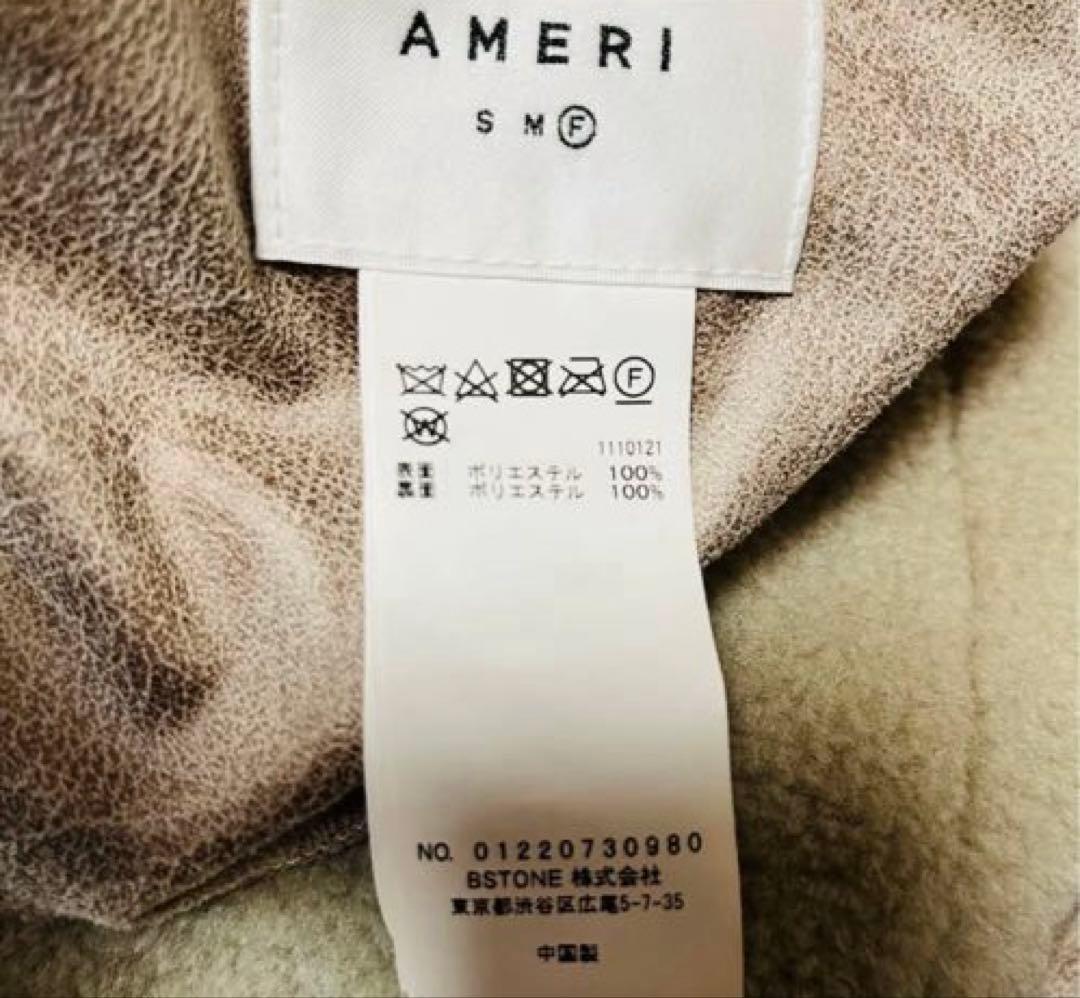 AMERI
S M F
F
W
1110121
表地 ポリエステル 100%
裏地 ポリエステル 100%
NO. 01220730980
BSTONE 株式会社
東京都渋谷区広尾5-7-35
中国製